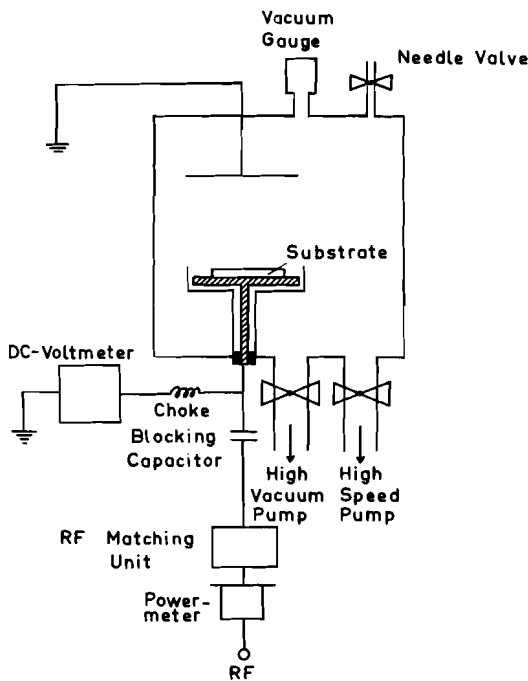 Vacuum
Gauge
Needle Valve
Substrate
DC-Voltmeter
Choke
Blocking
Capacitor
High
Vacuum
Pump
High
Speed
Pump
RF Matching
Unit
Power-
meter
RF